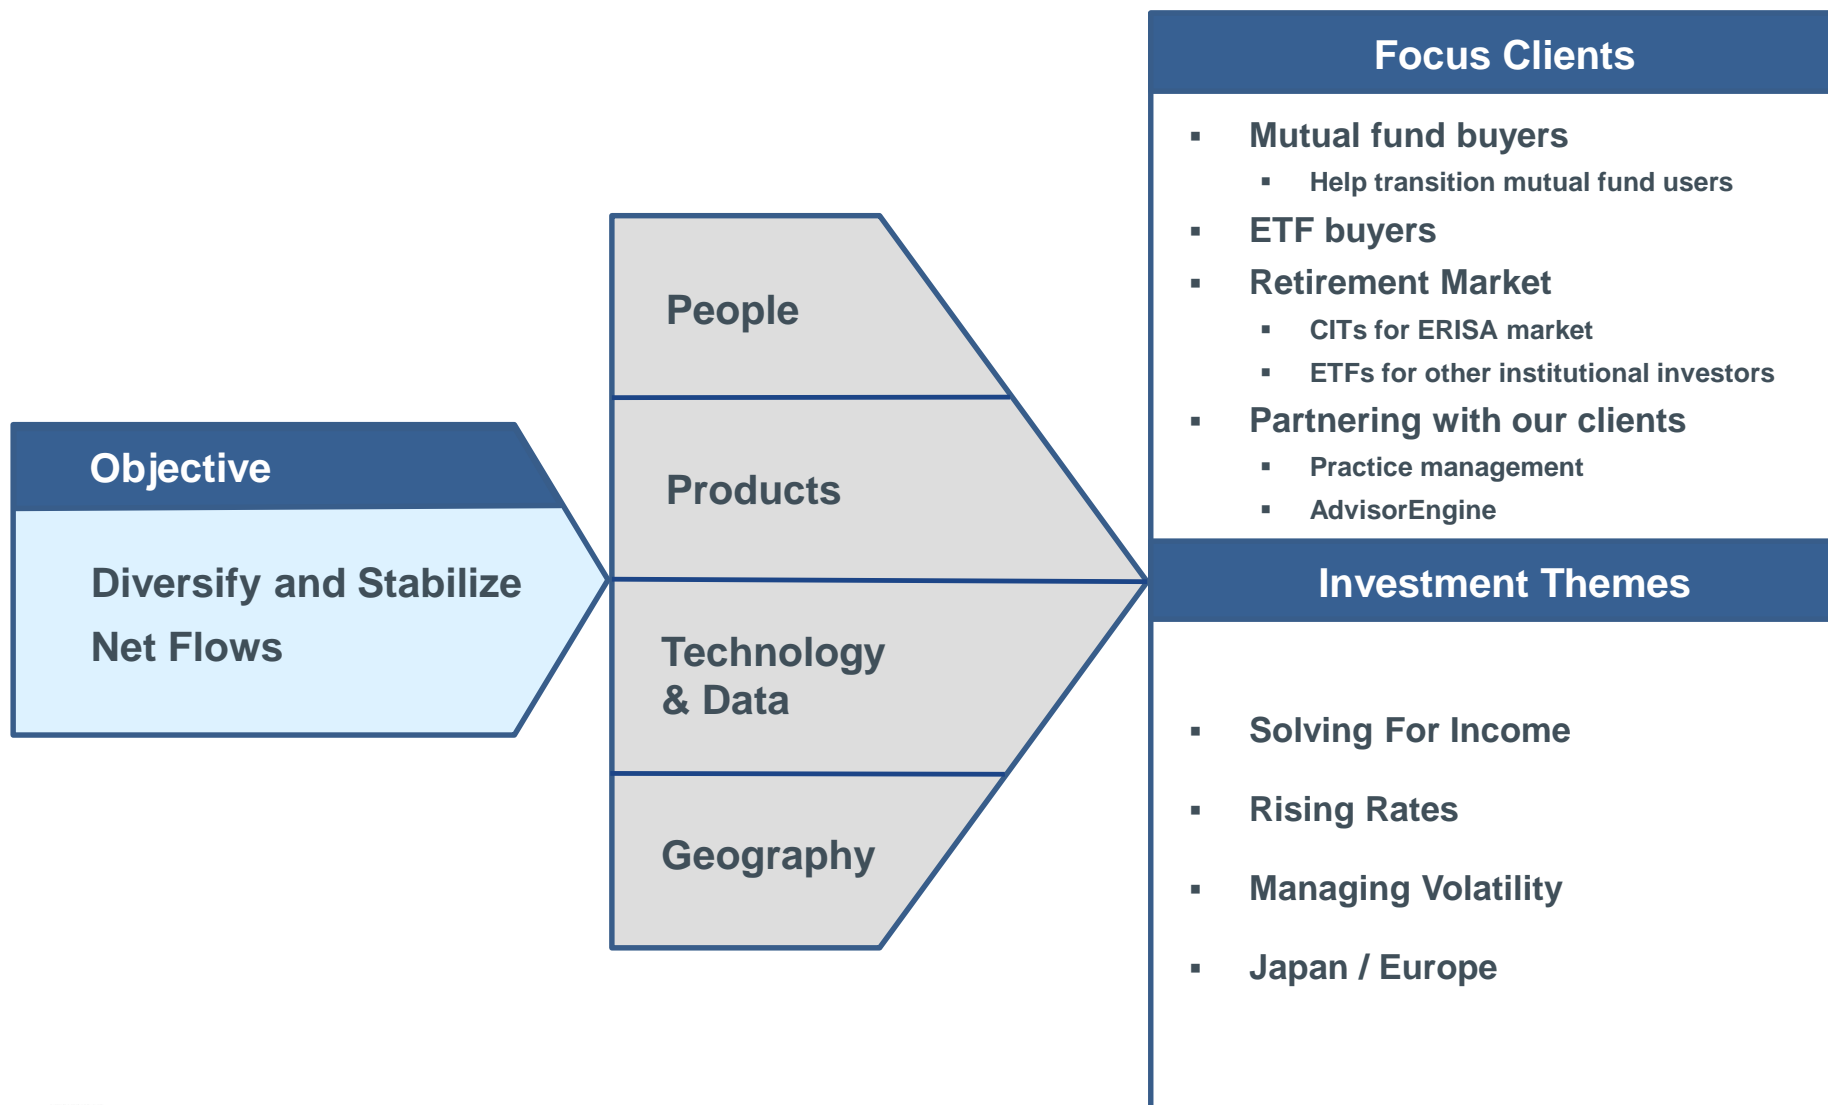 Objective
Diversify and Stabilize
Net Flows
People
Products
Technology
& Data
Geography
Focus Clients
▪ Mutual fund buyers
▪ Help transition mutual fund users
▪ ETF buyers
▪ Retirement Market
▪ CITs for ERISA market
▪ ETFs for other institutional investors
▪ Partnering with our clients
▪ Practice management
▪ AdvisorEngine
Investment Themes
▪ Solving For Income
▪ Rising Rates
▪ Managing Volatility
▪ Japan / Europe